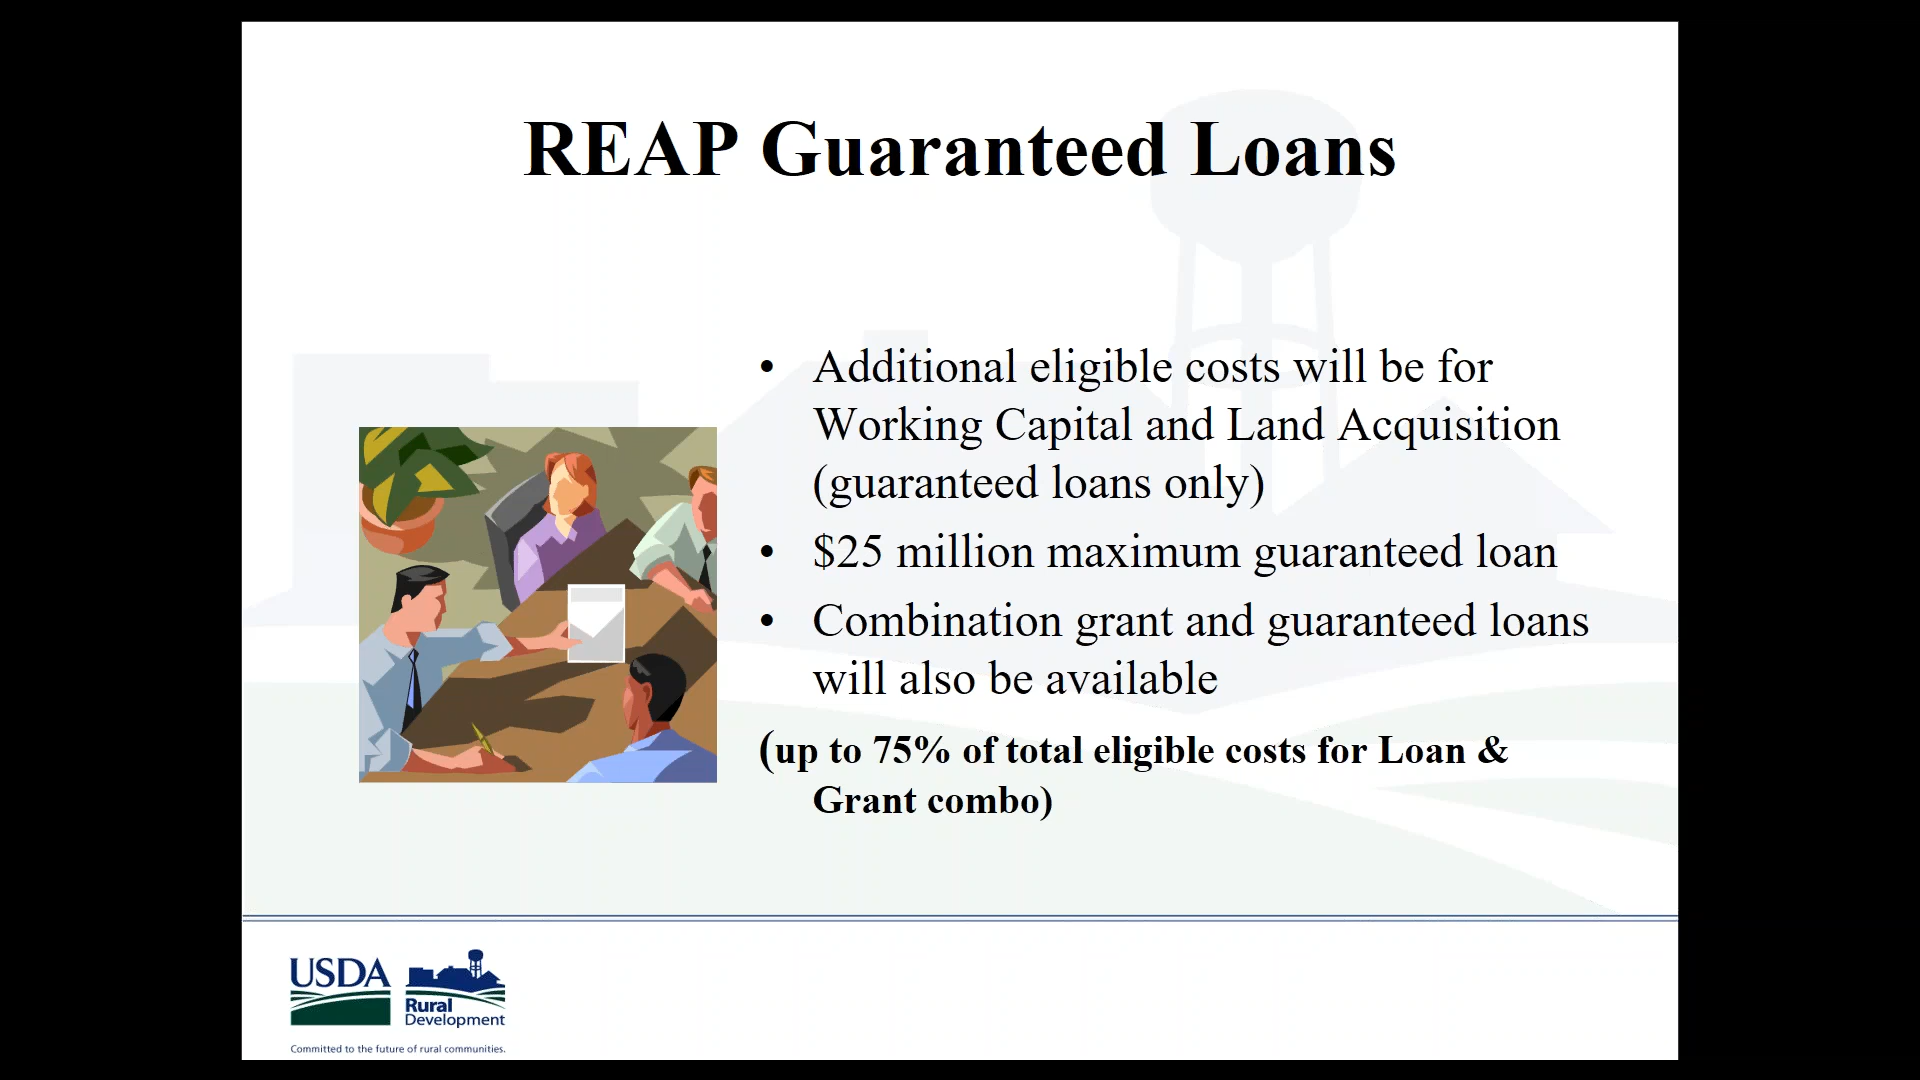 REAP Guaranteed Loans
• Additional eligible costs will be for
Working Capital and Land Acquisition
(guaranteed loans only)
• $25 million maximum guaranteed loan
• Combination grant and guaranteed loans
will also be available
(up to 75% of total eligible costs for Loan &
Grant combo)
USDA
Rural
Development
Committed to the future of rural communities.